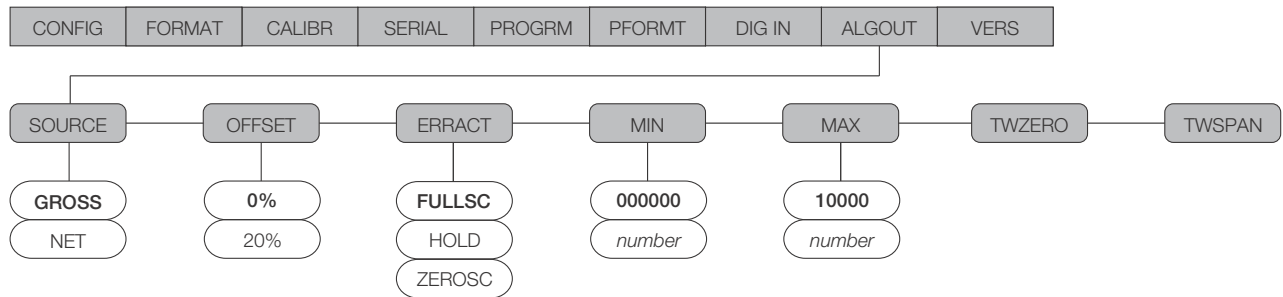 CONFIG FORMAT CALIBR SERIAL PROGRM PFORMT DIG IN ALGOUT VERS
SOURCE OFFSET ERRACT MIN MAX TWZERO TWSPAN
GROSS 0% FULLSC 000000 10000
NET 20% HOLD number number
ZEROSC